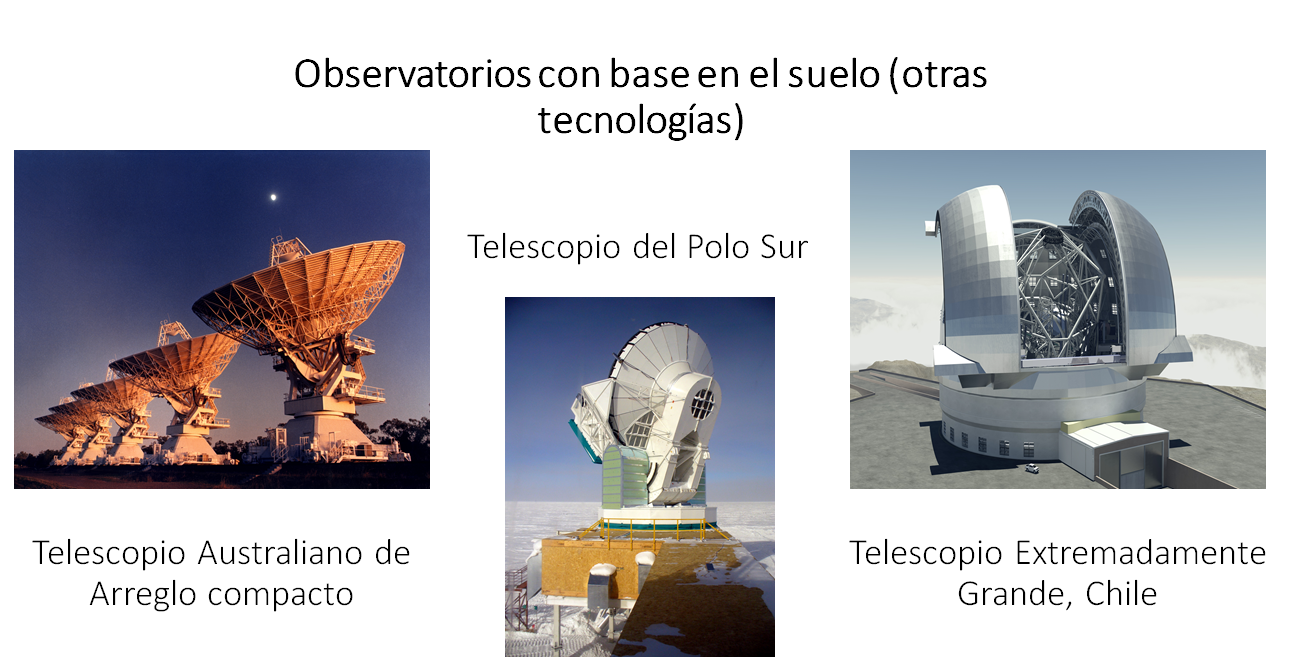 Observatorios con base en el suelo (otras
tecnologías)
Telescopio del Polo Sur
Telescopio Australiano de
Arreglo compacto
Telescopio Extremadamente
Grande, Chile